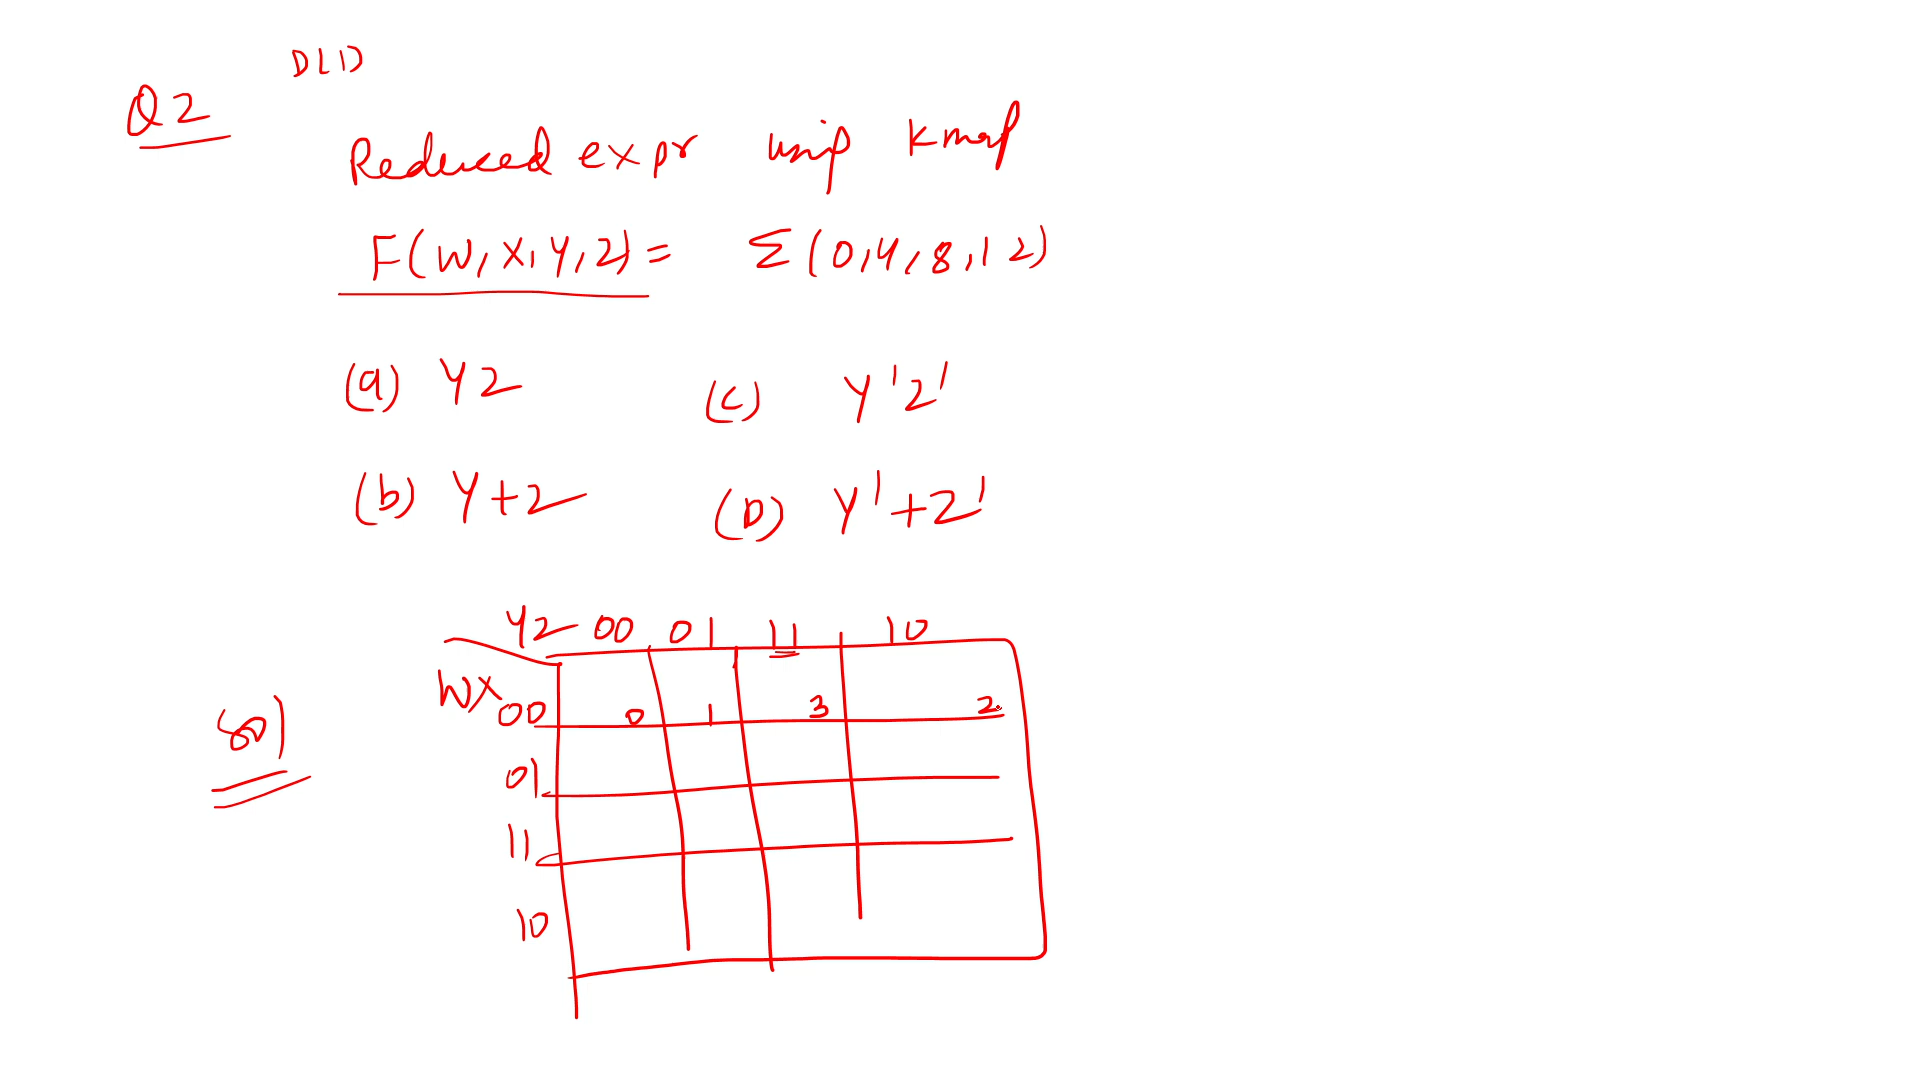 DLD
Q2
Reduced expr using kmap
F(W,X,Y,Z) = Σ(0,4,8,12)
(a) YZ (c) Y'Z'
(b) Y+Z (D) Y'+Z'
YZ 00 01 11 10
WX
00 0 1 3 2
sol
01
11
10